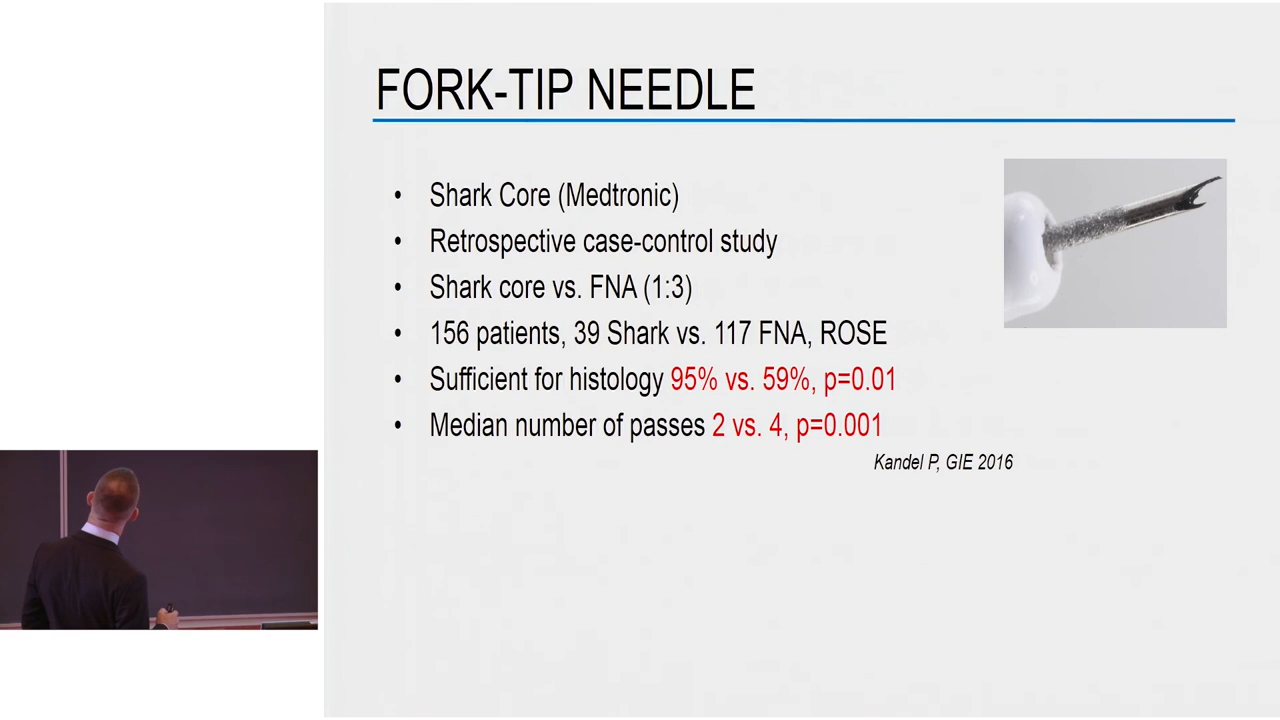 FORK-TIP NEEDLE
• Shark Core (Medtronic)
• Retrospective case-control study
• Shark core vs. FNA (1:3)
• 156 patients, 39 Shark vs. 117 FNA, ROSE
• Sufficient for histology 95% vs. 59%, p=0.01
• Median number of passes 2 vs. 4, p=0.001
Kandel P, GIE 2016